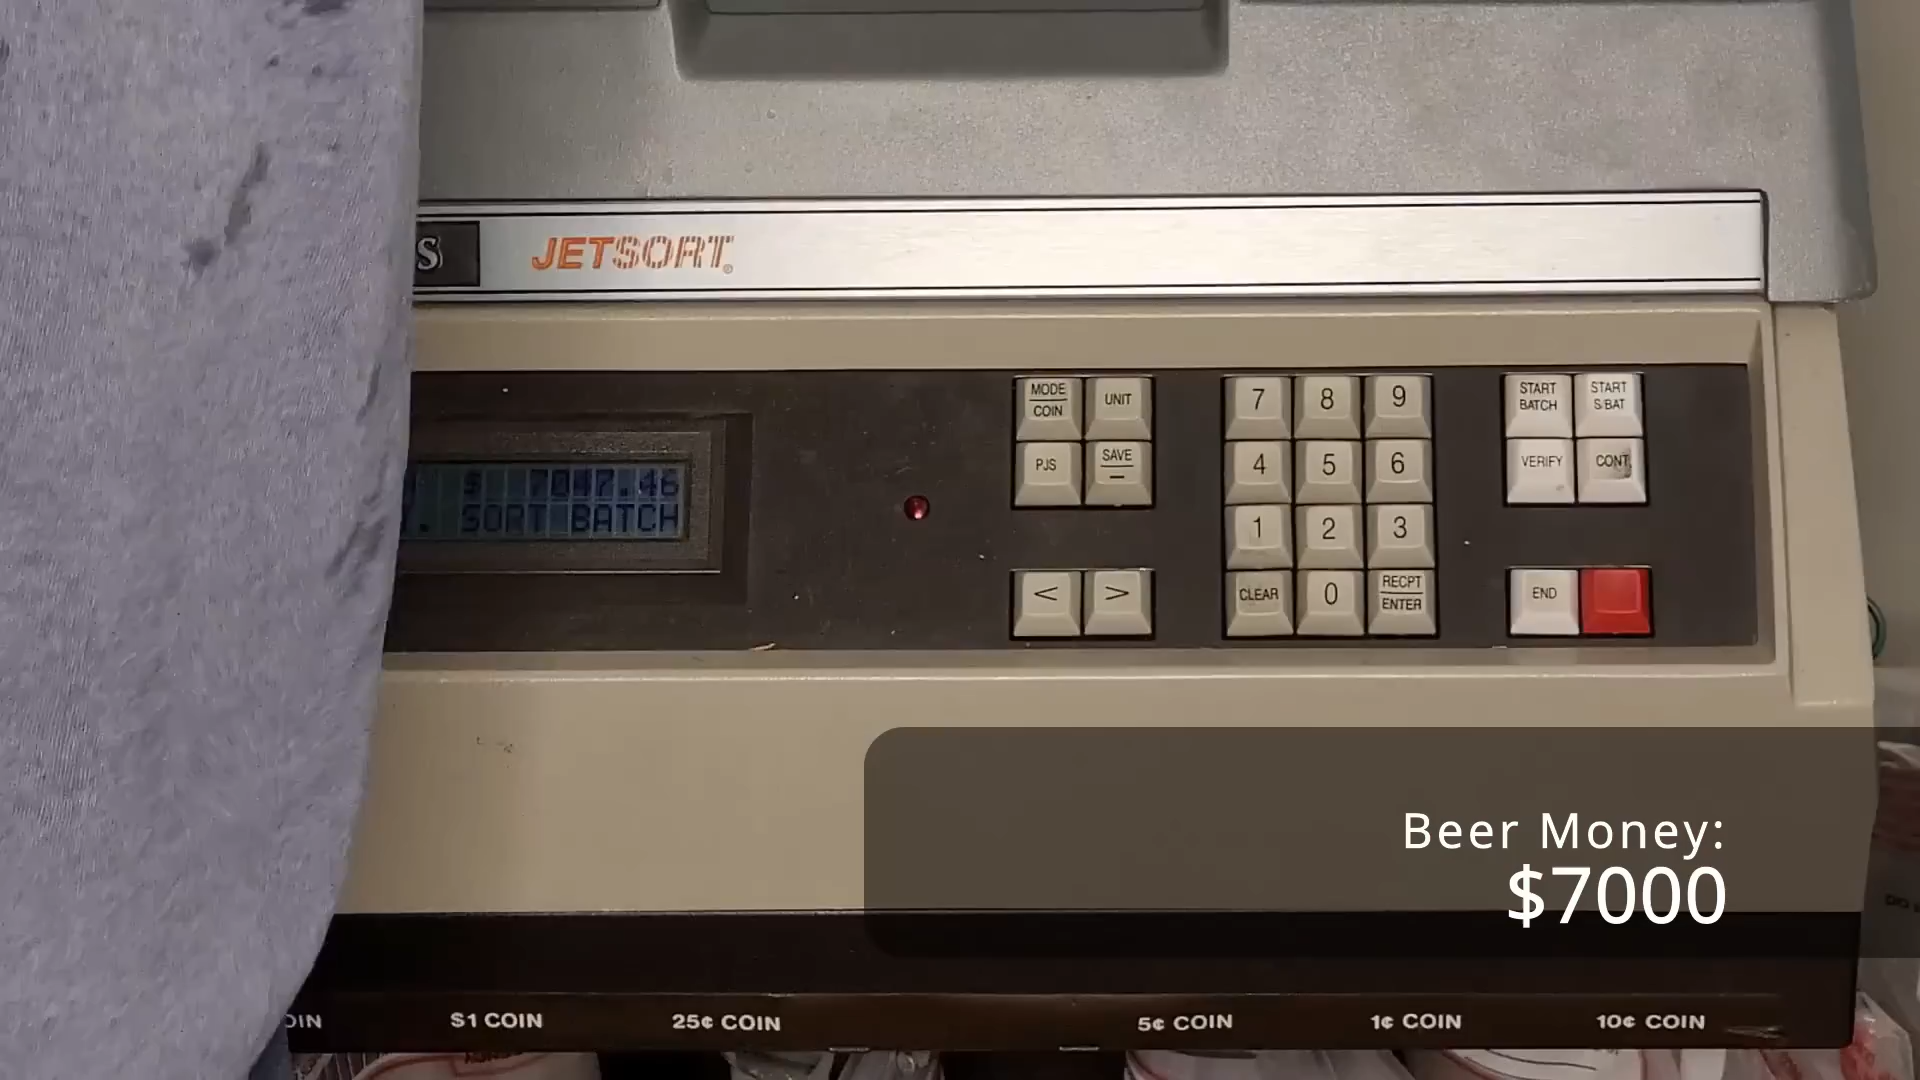 S JETSORT®
MODE
COIN
UNIT
PJS
SAVE
–
< >
7 8 9
4 5 6
1 2 3
CLEAR 0 RECPT
ENTER
START
BATCH
START
S/BAT
VERIFY CONT
END
$ 7047.46
. SORT BATCH
Beer Money:
$7000
OIN $1 COIN 25¢ COIN 5¢ COIN 1¢ COIN 10¢ COIN